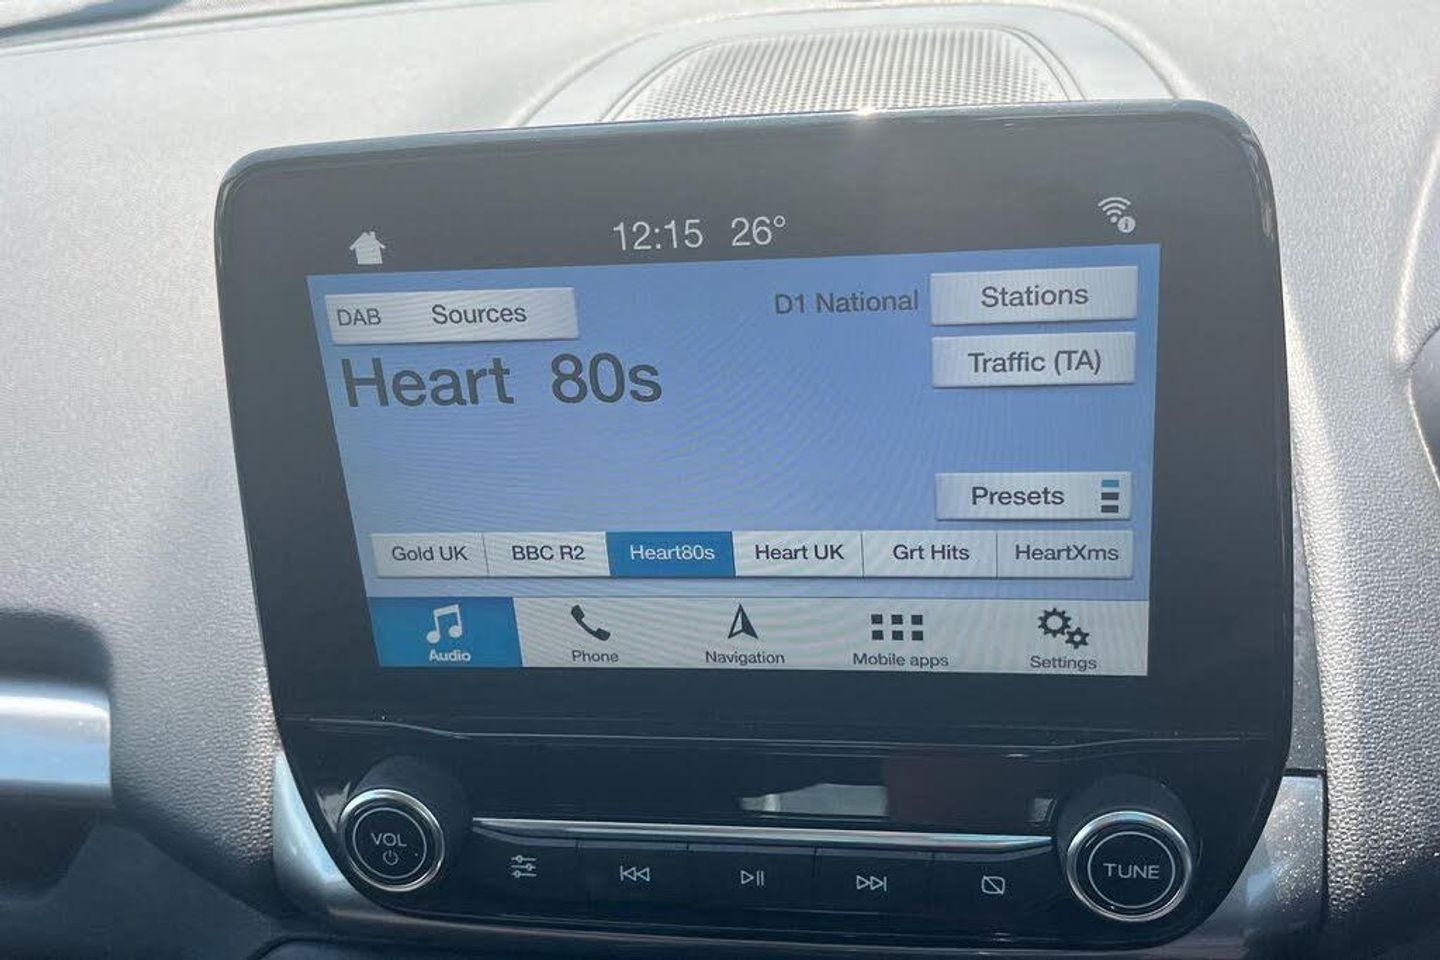 12:15 26°
DAB Sources
D1 National
Stations
Heart 80s
Traffic (TA)
Presets
Gold UK BBC R2 Heart80s Heart UK Grt Hits HeartXms
Audio Phone Navigation Mobile apps Settings
VOL
TUNE